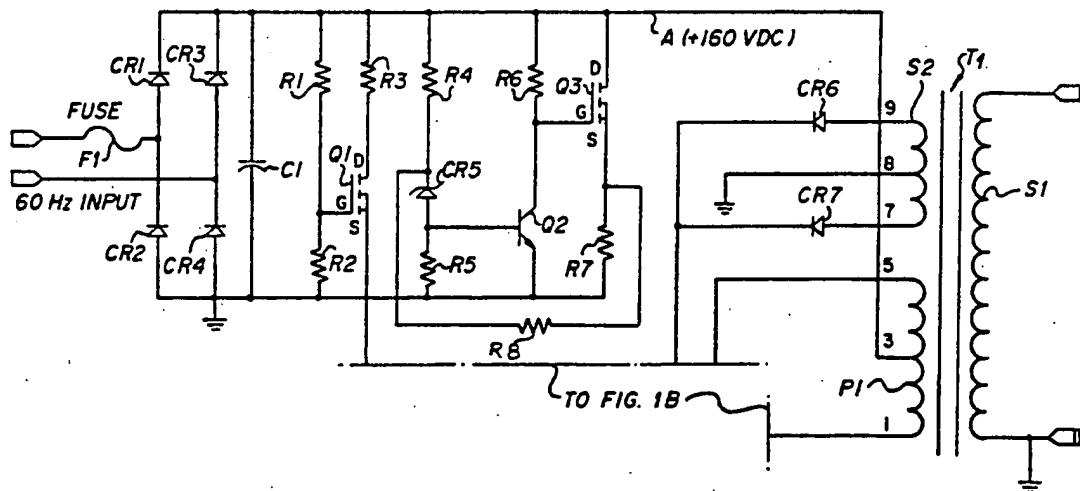 A (+160 VDC)
CR1
CR3
FUSE
F1
60 Hz INPUT
CR2
CR4
C1
R1
R3
R4
R6
Q3
D
G
S
Q1
D
G
S
R2
CR5
R5
Q2
R7
R8
CR6
CR7
S2
T1
9
8
7
5
3
1
P1
S1
TO FIG. 1B